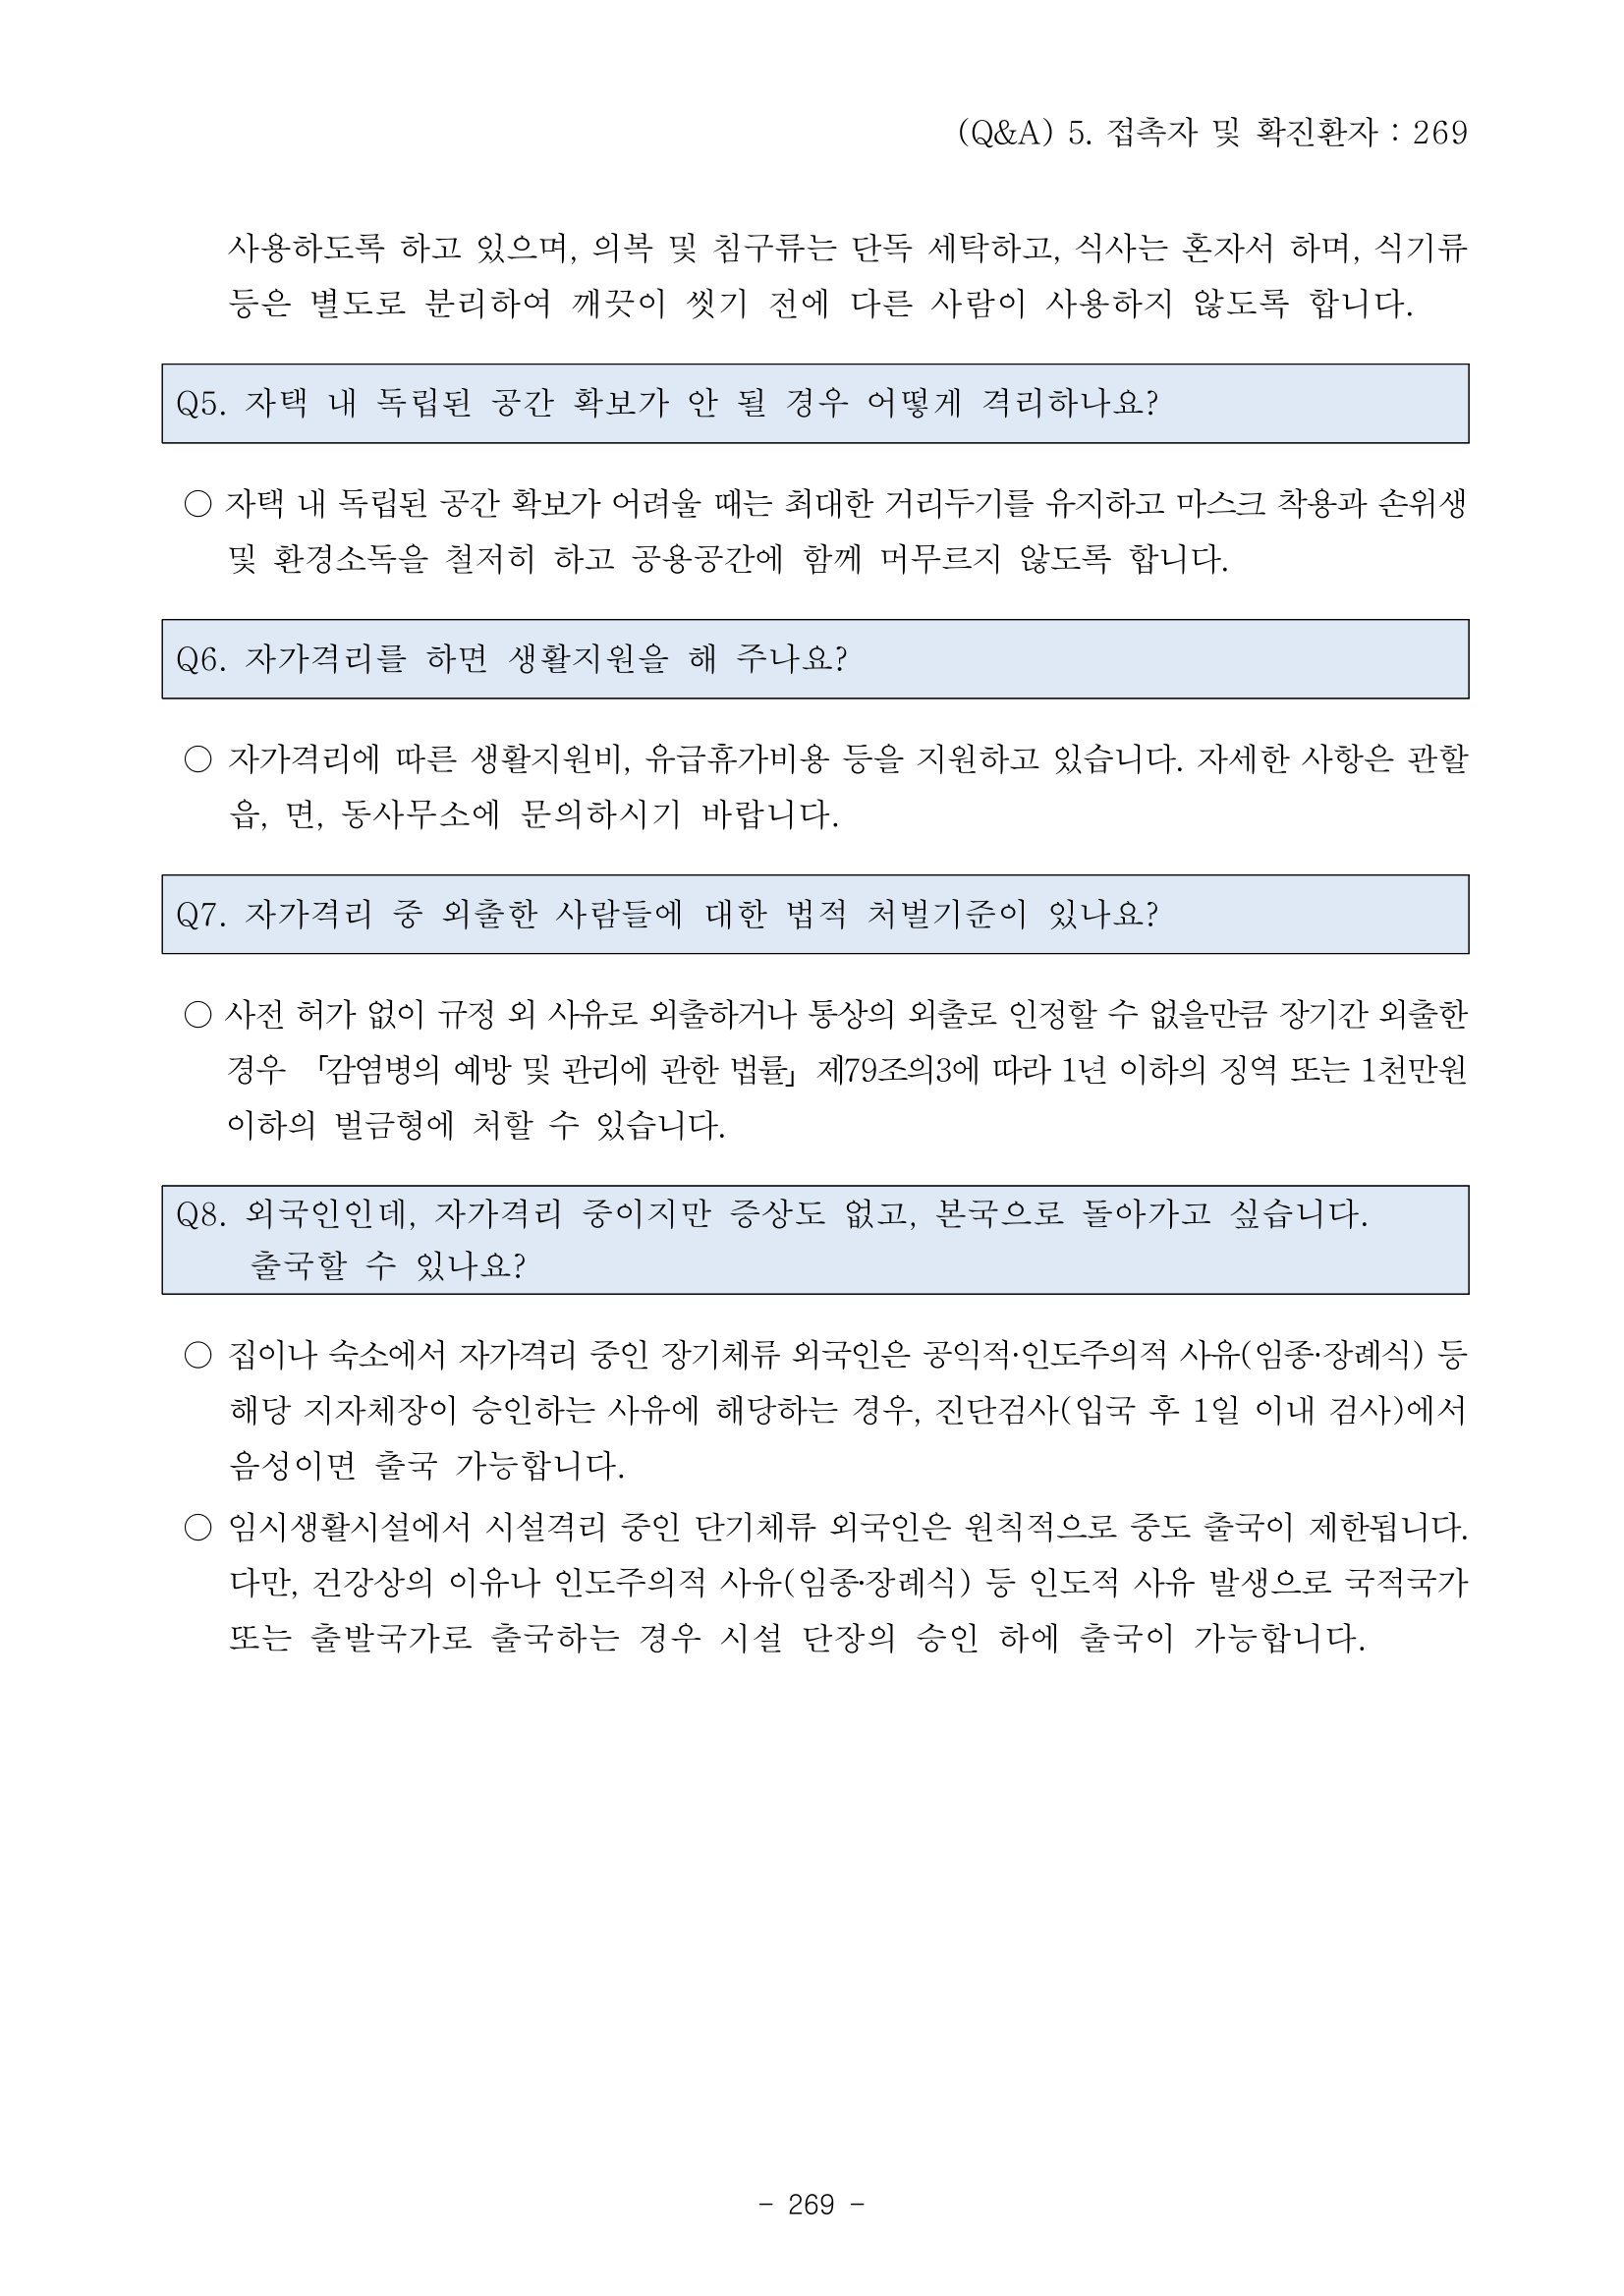 (Q&A) 5. 접촉자 및 확진환자 : 269
사용하도록 하고 있으며, 의복 및 침구류는 단독 세탁하고, 식사는 혼자서 하며, 식기류
등은 별도로 분리하여 깨끗이 씻기 전에 다른 사람이 사용하지 않도록 합니다.
Q5. 자택 내 독립된 공간 확보가 안 될 경우 어떻게 격리하나요?
○ 자택 내 독립된 공간 확보가 어려울 때는 최대한 거리두기를 유지하고 마스크 착용과 손위생
및 환경소독을 철저히 하고 공용공간에 함께 머무르지 않도록 합니다.
Q6. 자가격리를 하면 생활지원을 해 주나요?
○ 자가격리에 따른 생활지원비, 유급휴가비용 등을 지원하고 있습니다. 자세한 사항은 관할
읍, 면, 동사무소에 문의하시기 바랍니다.
Q7. 자가격리 중 외출한 사람들에 대한 법적 처벌기준이 있나요?
○ 사전 허가 없이 규정 외 사유로 외출하거나 통상의 외출로 인정할 수 없을만큼 장기간 외출한
경우 「감염병의 예방 및 관리에 관한 법률」 제79조의3에 따라 1년 이하의 징역 또는 1천만원
이하의 벌금형에 처할 수 있습니다.
Q8. 외국인인데, 자가격리 중이지만 증상도 없고, 본국으로 돌아가고 싶습니다.
출국할 수 있나요?
○ 집이나 숙소에서 자가격리 중인 장기체류 외국인은 공익적·인도주의적 사유(임종·장례식) 등
해당 지자체장이 승인하는 사유에 해당하는 경우, 진단검사(입국 후 1일 이내 검사)에서
음성이면 출국 가능합니다.
○ 임시생활시설에서 시설격리 중인 단기체류 외국인은 원칙적으로 중도 출국이 제한됩니다.
다만, 건강상의 이유나 인도주의적 사유(임종·장례식) 등 인도적 사유 발생으로 국적국가
또는 출발국가로 출국하는 경우 시설 단장의 승인 하에 출국이 가능합니다.
- 269 -